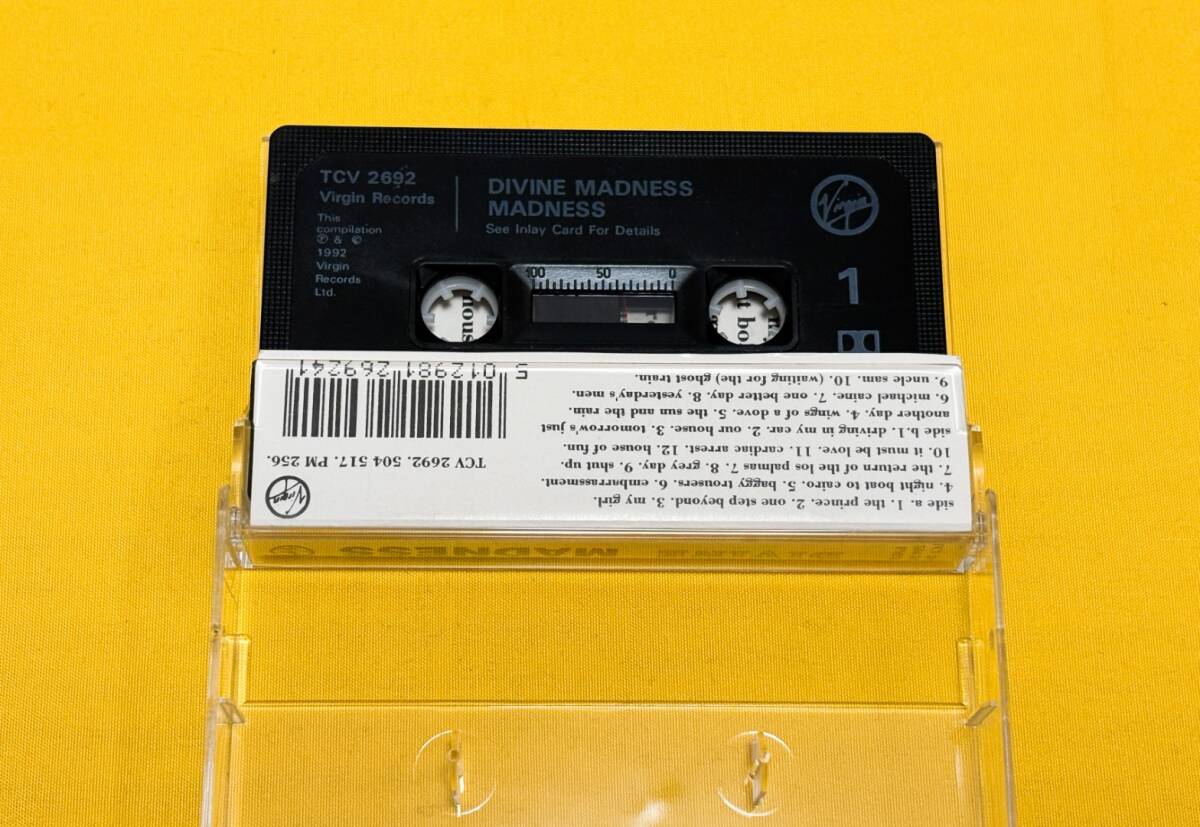 TCV 2692
Virgin Records
This
compilation
Ⓟ & ©
1992
Virgin
Records
Ltd.
DIVINE MADNESS
MADNESS
See Inlay Card For Details
Virgin
1
100 50 0
nous
t bo
side a. 1. the prince. 2. one step beyond. 3. my girl.
4. night boat to cairo. 5. baggy trousers. 6. embarrassment.
7. the return of the los palmas 7. 8. grey day. 9. shut up.
10. it must be love. 11. cardiac arrest. 12. house of fun.
side b.1. driving in my car. 2. our house. 3. tomorrow's just
another day. 4. wings of a dove. 5. the sun and the rain.
6. michael caine. 7. one better day. 8. yesterday's men.
9. uncle sam. 10. (waiting for the) ghost train.
Virgin
TCV 2692. 504 517. PM 256.
5 012981 269241
DIVINE MADNESS